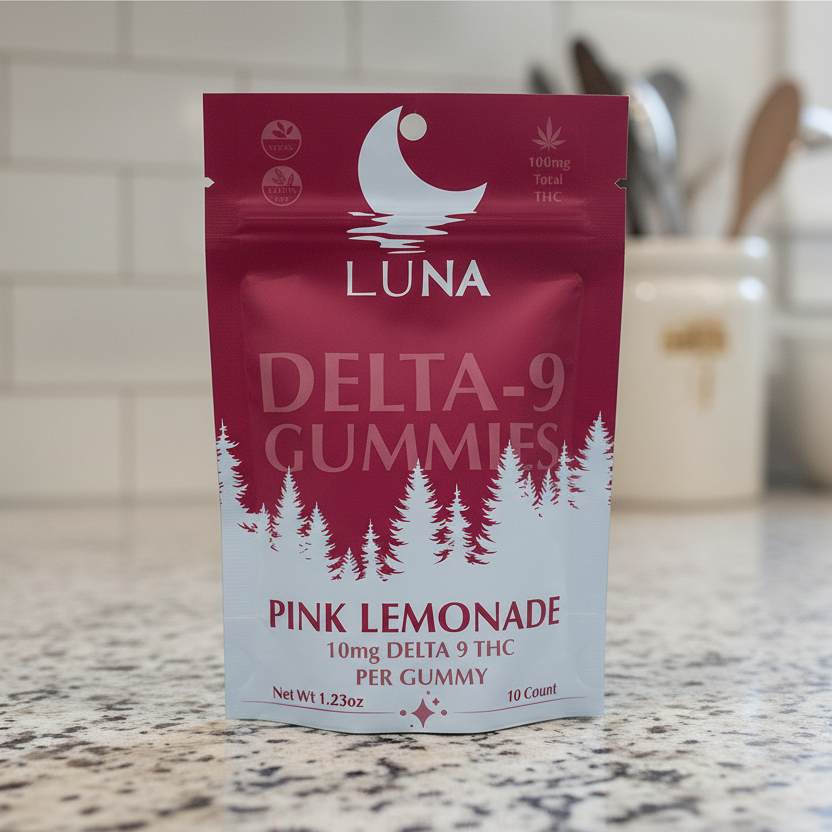 100mg
Total
THC
LUNA
DELTA-9
GUMMIES
PINK LEMONADE
10mg DELTA 9 THC
PER GUMMY
Net Wt 1.23oz
10 Count